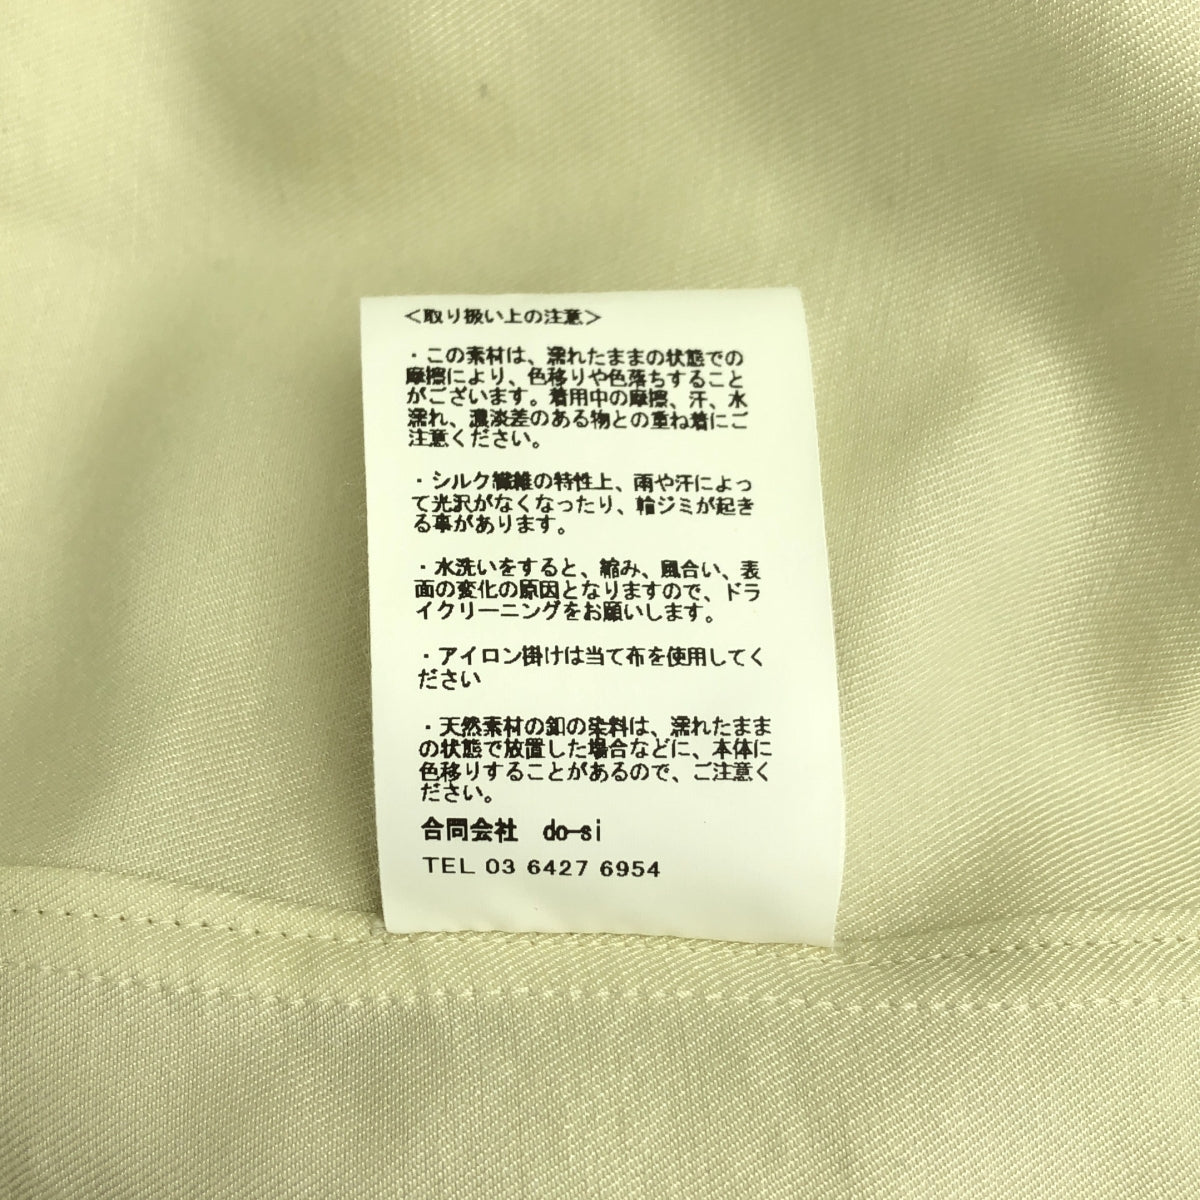 ＜取り扱い上の注意＞
・この素材は、濡れたままの状態での
摩擦により、色移りや色落ちすること
がございます。着用中の摩擦、汗、水
濡れ、濃淡差のある物との重ね着にご
注意ください。
・シルク繊維の特性上、雨や汗によっ
て光沢がなくなったり、輪ジミが起き
る事があります。
・水洗いをすると、縮み、風合い、表
面の変化の原因となりますので、ドラ
イクリーニングをお願いします。
・アイロン掛けは当て布を使用してく
ださい
・天然素材の釦の染料は、濡れたまま
の状態で放置した場合などに、本体に
色移りすることがあるので、ご注意く
ださい。
合同会社　do-si
TEL 03 6427 6954